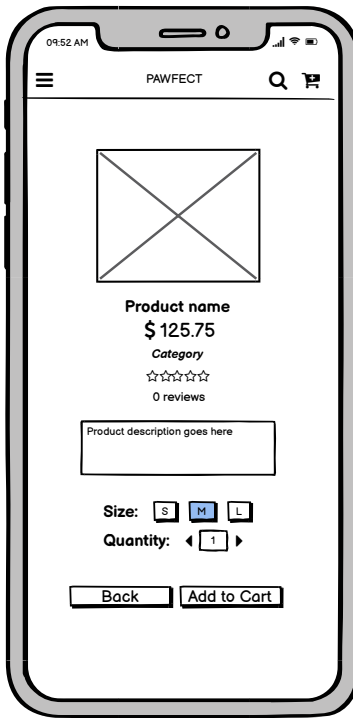 09:52 AM
PAWFECT
Product name
$ 125.75
Category
0 reviews
Product description goes here
Size: S M L
Quantity: 1
Back Add to Cart